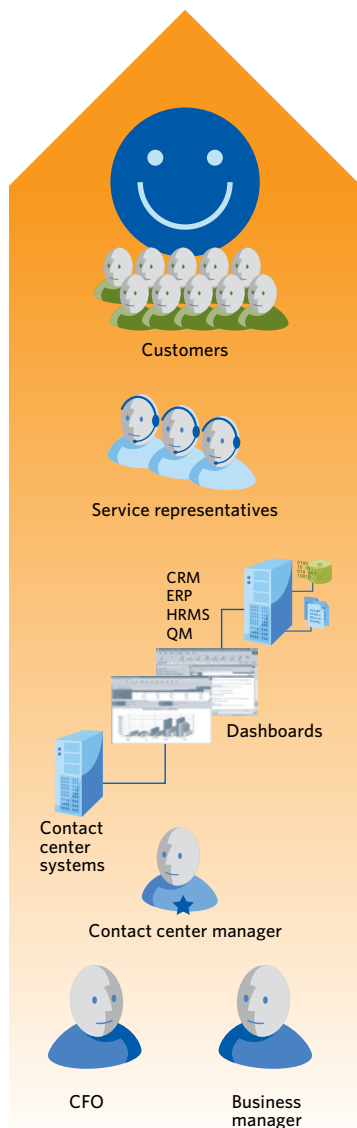 Customers
Service representatives
CRM
ERP
HRMS
QM
Dashboards
Contact
center
systems
Contact center manager
CFO
Business
manager